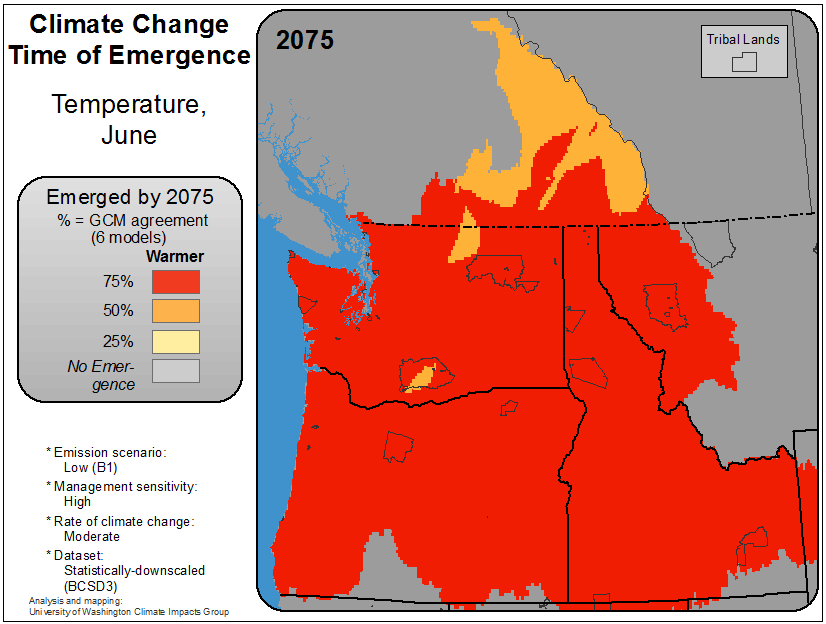 Climate Change
Time of Emergence
Temperature,
June
Emerged by 2075
% = GCM agreement
(6 models)
Warmer
75%
50%
25%
No Emer-
gence
* Emission scenario:
Low (B1)
* Management sensitivity:
High
* Rate of climate change:
Moderate
* Dataset:
Statistically-downscaled
(BCSD3)
Analysis and mapping:
University of Washington Climate Impacts Group
2075
Tribal Lands